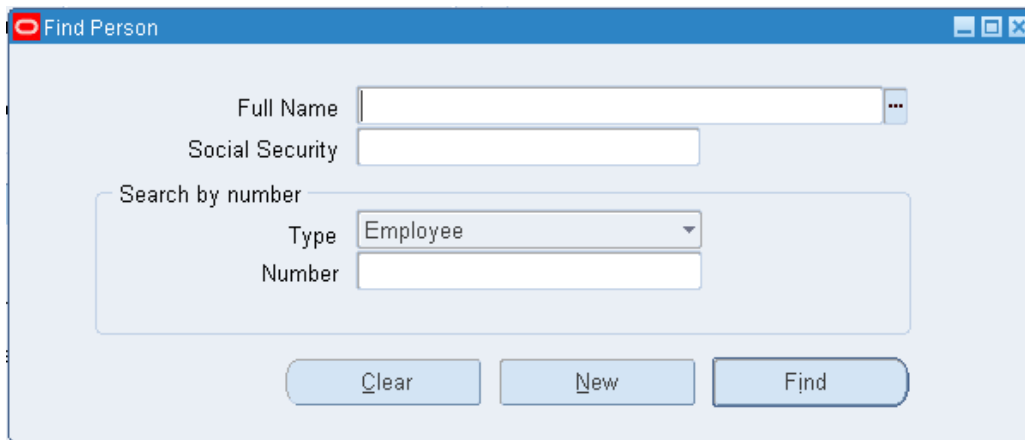 Find Person
Full Name
Social Security
Search by number
Type Employee
Number
Clear New Find